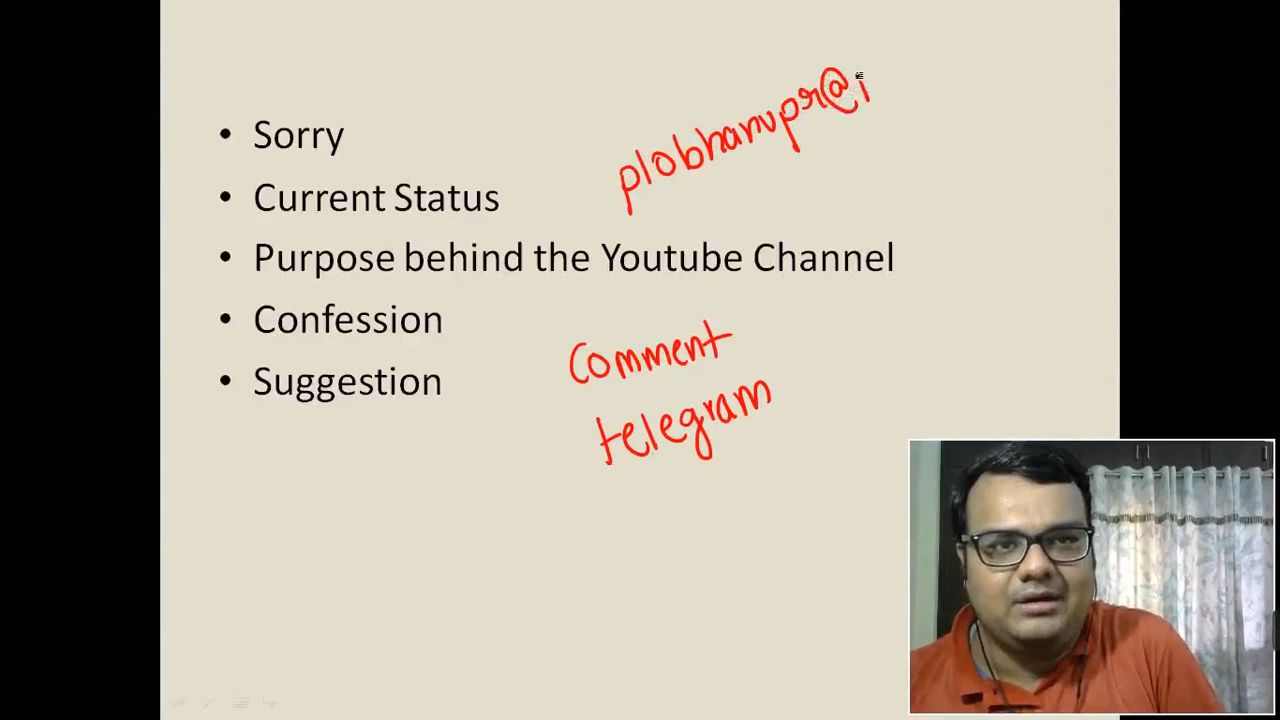 plobhanupr@i
• Sorry
• Current Status
• Purpose behind the Youtube Channel
• Confession
Comment
• Suggestion
telegram